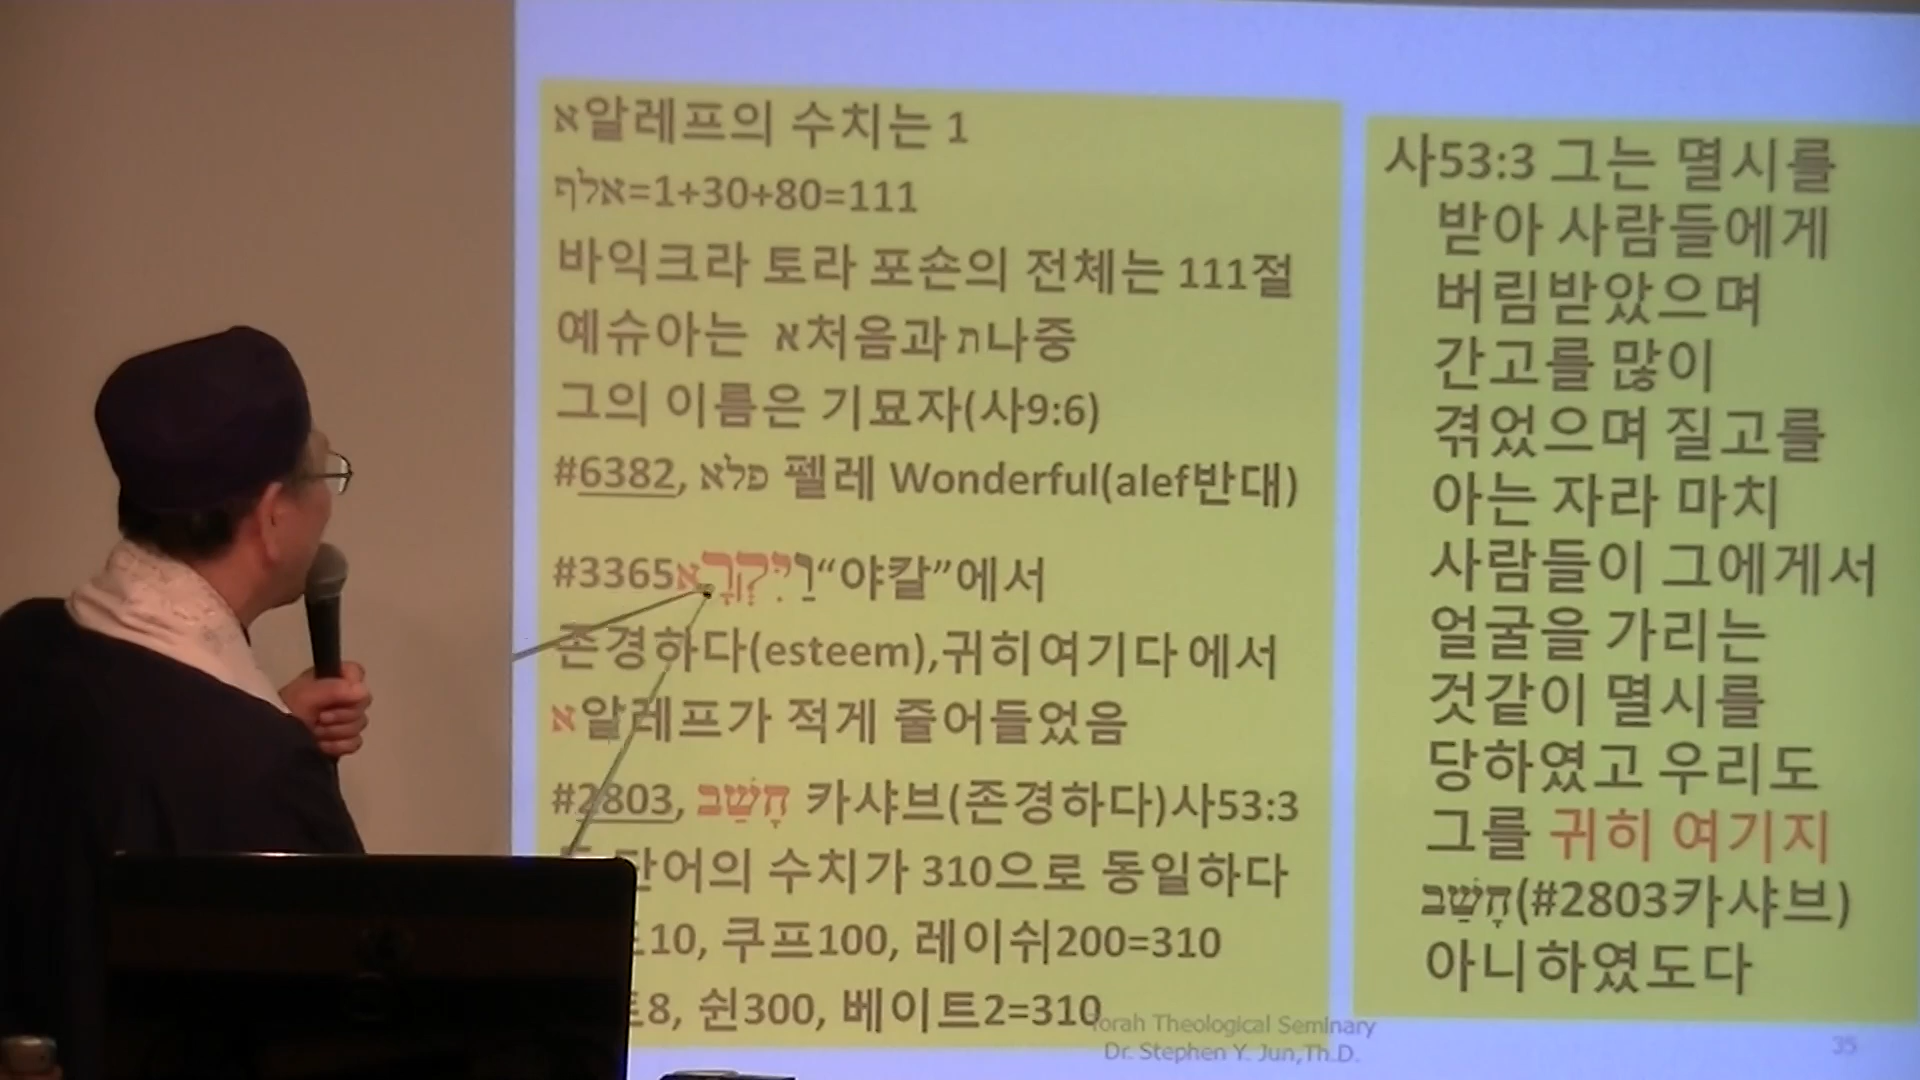 א알레프의 수치는 1
אלף=1+30+80=111
바익크라 토라 포숀의 전체는 111절
예슈아는 א처음과 ת나중
그의 이름은 기묘자(사9:6)
#6382, פלא 펠레 Wonderful(alef반대)
#3365וַיִּקְרָא“야칼”에서
존경하다(esteem),귀히여기다 에서
א알레프가 적게 줄어들었음
#2803, חָשַׁב 카샤브(존경하다)사53:3
단어의 수치가 310으로 동일하다
10, 쿠프100, 레이쉬200=310
트8, 쉰300, 베이트2=310
사53:3 그는 멸시를
받아 사람들에게
버림받았으며
간고를 많이
겪었으며 질고를
아는 자라 마치
사람들이 그에게서
얼굴을 가리는
것같이 멸시를
당하였고 우리도
그를 귀히 여기지
חָשַׁב(#2803카샤브)
아니하였도다
Torah Theological Seminary
Dr. Stephen Y. Jun,Th.D.
35